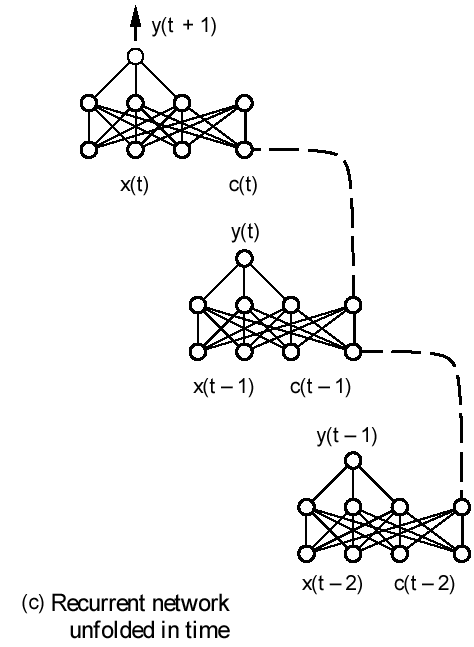 y(t + 1)
x(t) c(t)
y(t)
x(t – 1) c(t – 1)
y(t – 1)
x(t – 2) c(t – 2)
(c) Recurrent network
unfolded in time